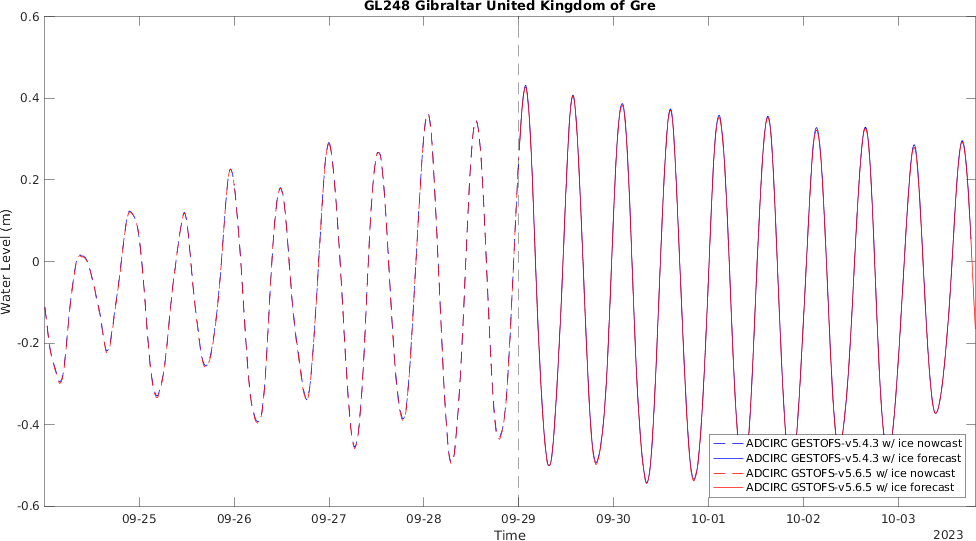 GL248 Gibraltar United Kingdom of Gre
0.6
0.4
0.2
0
-0.2
-0.4
-0.6
Water Level (m)
09-25 09-26 09-27 09-28 09-29 09-30 10-01 10-02 10-03
Time
2023
ADCIRC GESTOFS-v5.4.3 w/ ice nowcast
ADCIRC GESTOFS-v5.4.3 w/ ice forecast
ADCIRC GSTOFS-v5.6.5 w/ ice nowcast
ADCIRC GSTOFS-v5.6.5 w/ ice forecast